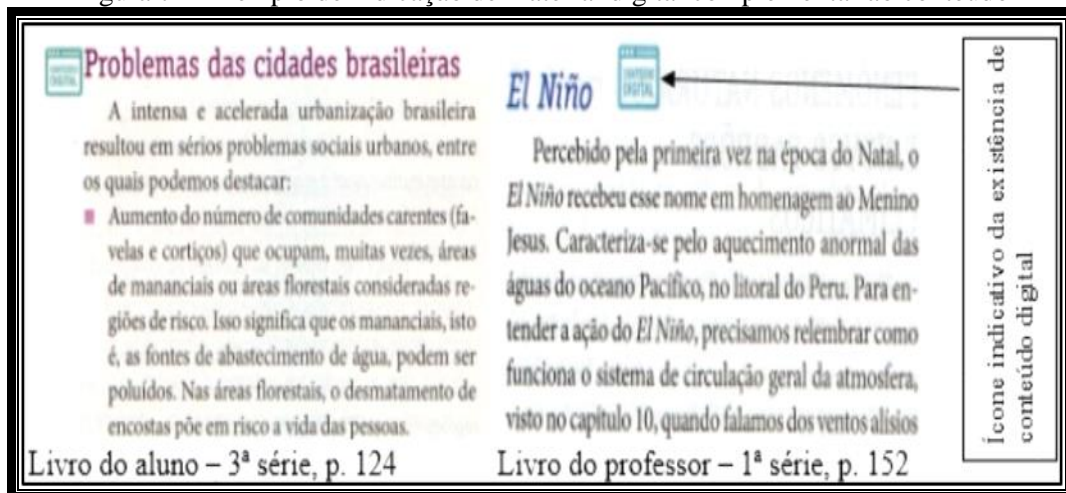 Problemas das cidades brasileiras
A intensa e acelerada urbanização brasileira
resultou em sérios problemas sociais urbanos, entre
os quais podemos destacar:
■ Aumento do número de comunidades carentes (fa-
velas e cortiços) que ocupam, muitas vezes, áreas
de mananciais ou áreas florestais consideradas re-
giões de risco. Isso significa que os mananciais, isto
é, as fontes de abastecimento de água, podem ser
poluídos. Nas áreas florestais, o desmatamento de
encostas põe em risco a vida das pessoas.
Livro do aluno – 3ª série, p. 124
El Niño
CONTEÚDO
DIGITAL
Percebido pela primeira vez na época do Natal, o
El Niño recebeu esse nome em homenagem ao Menino
Jesus. Caracteriza-se pelo aquecimento anormal das
águas do oceano Pacífico, no litoral do Peru. Para en-
tender a ação do El Niño, precisamos relembrar como
funciona o sistema de circulação geral da atmosfera,
visto no capítulo 10, quando falamos dos ventos alísios
Livro do professor – 1ª série, p. 152
Ícone indicativo da existência de
conteúdo digital